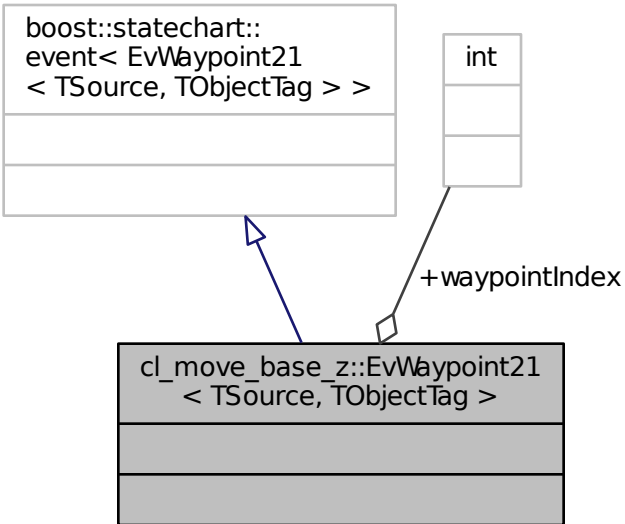 boost::statechart::
event< EvWaypoint21
< TSource, TObjectTag > >
int
+waypointIndex
cl_move_base_z::EvWaypoint21
< TSource, TObjectTag >